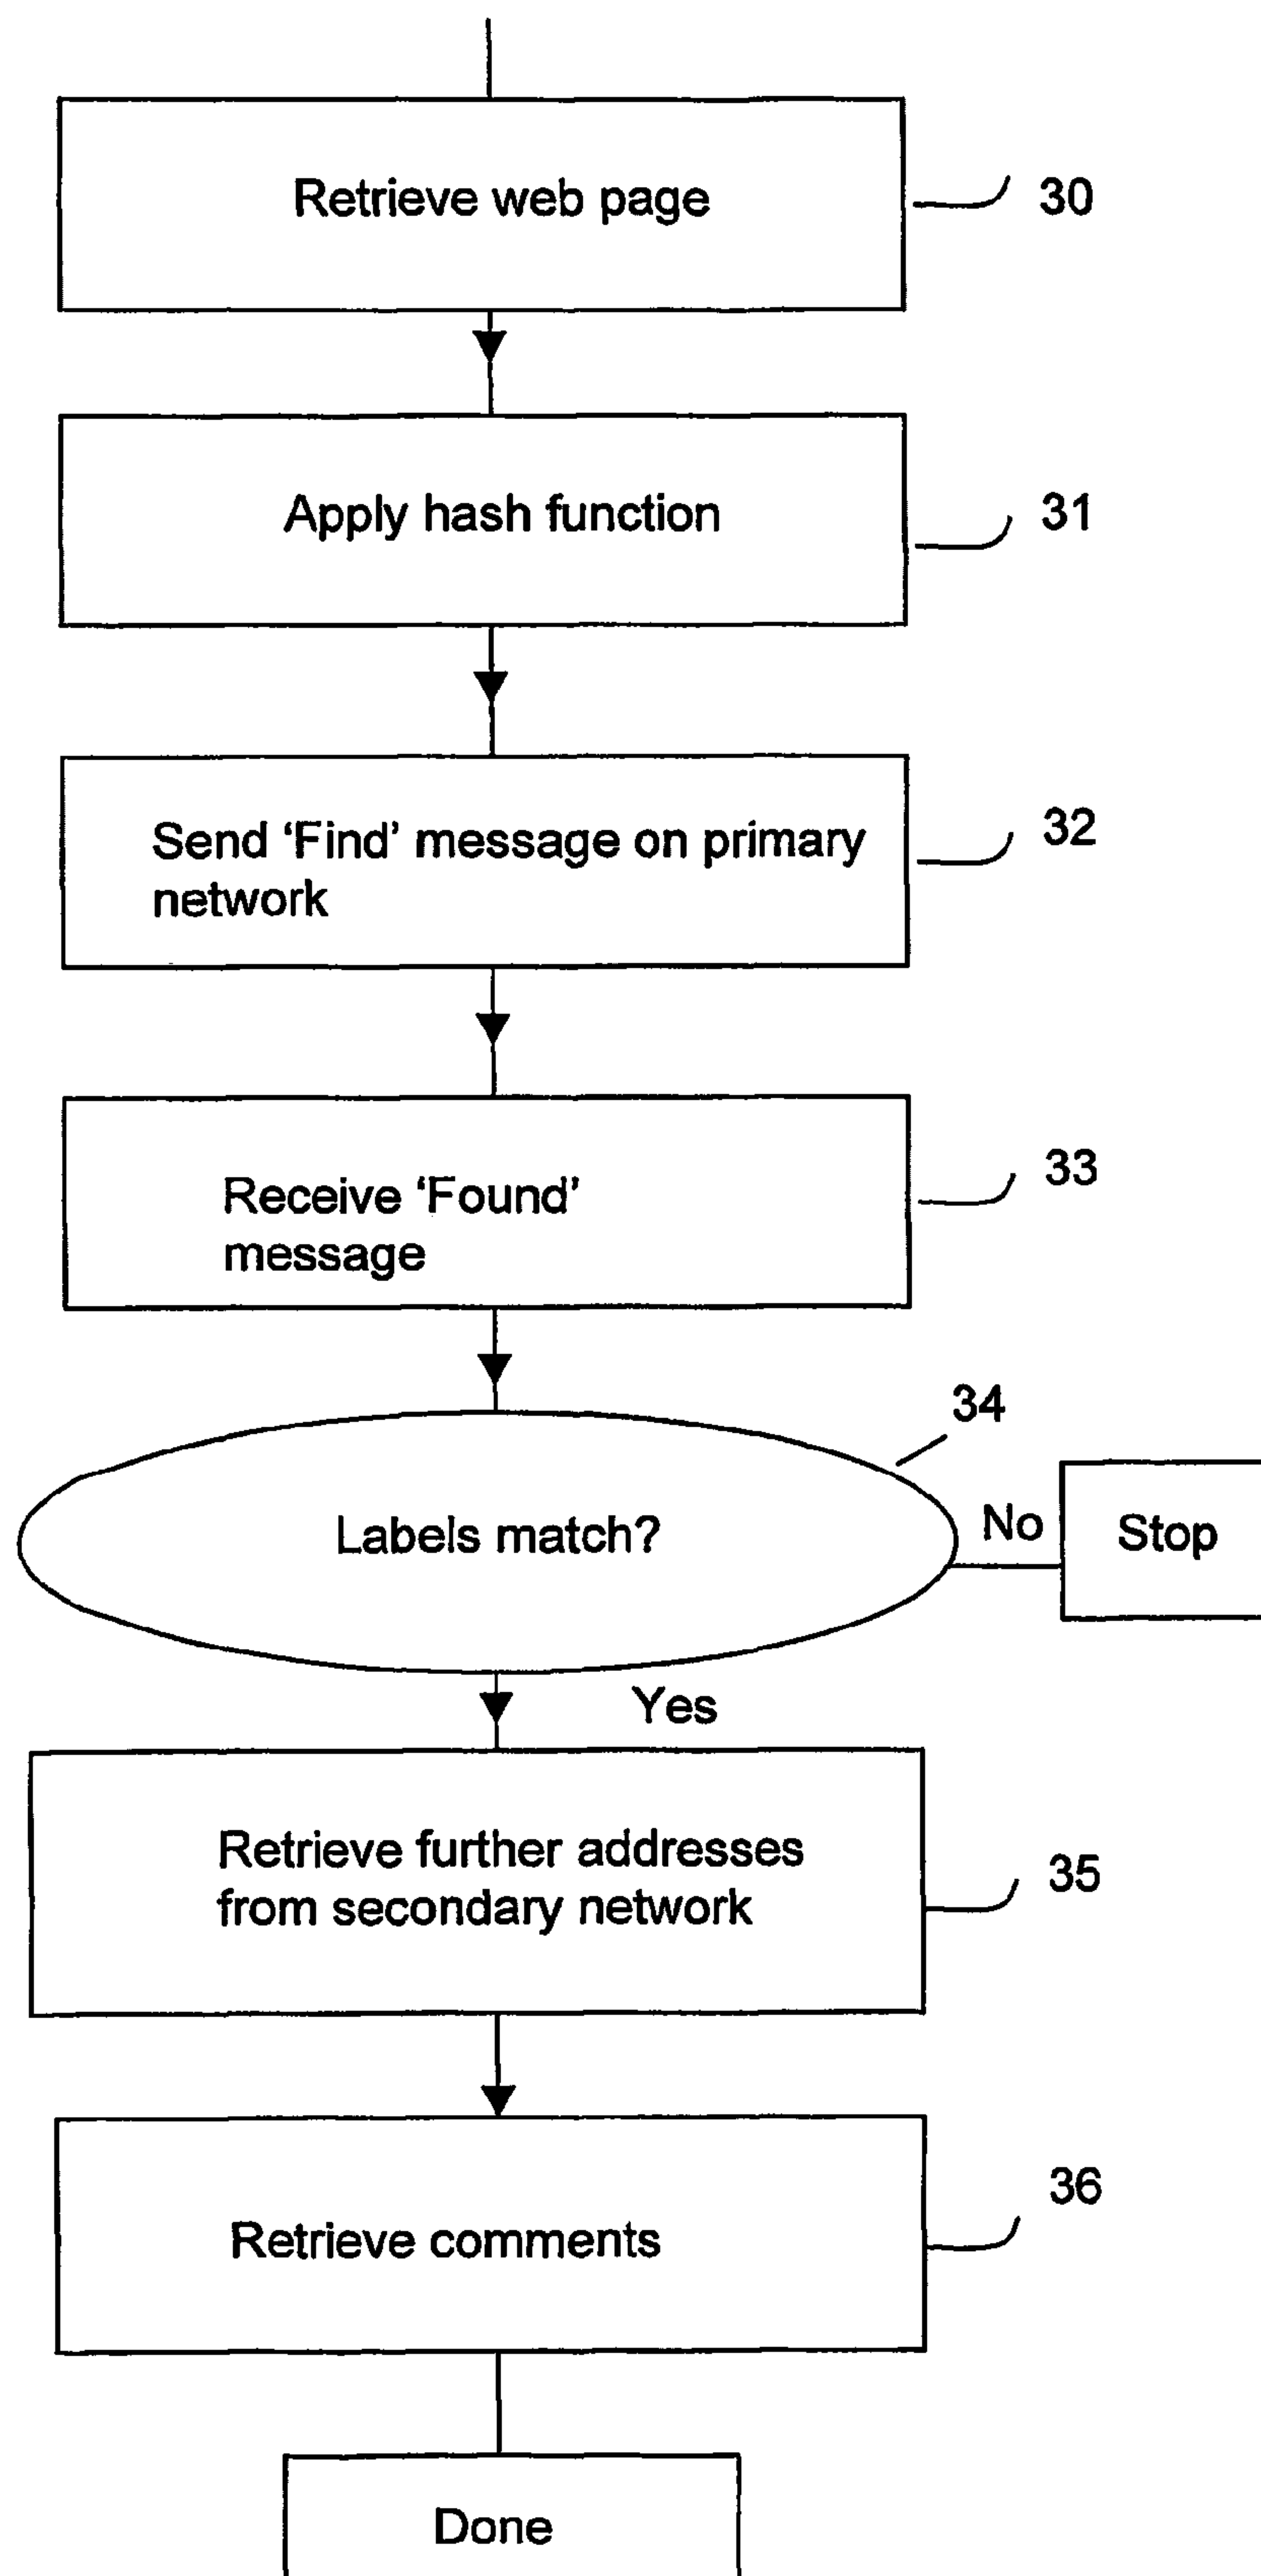 Retrieve web page
30
Apply hash function
31
Send ‘Find’ message on primary
network
32
Receive ‘Found’
message
33
34
Labels match?
No
Stop
Yes
Retrieve further addresses
from secondary network
35
Retrieve comments
36
Done